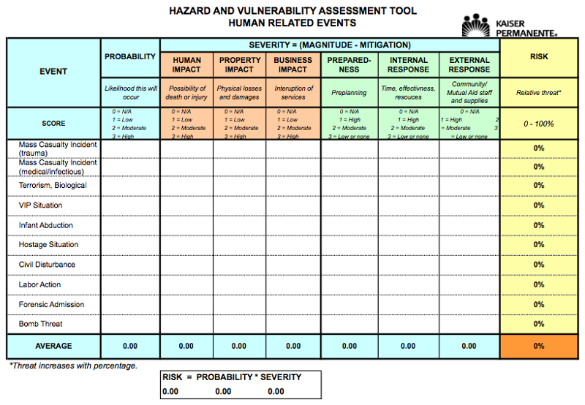 HAZARD AND VULNERABILITY ASSESSMENT TOOL
HUMAN RELATED EVENTS
KAISER
PERMANENTE.
EVENT
PROBABILITY
SEVERITY = (MAGNITUDE - MITIGATION)
RISK
HUMAN
IMPACT
PROPERTY
IMPACT
BUSINESS
IMPACT
PREPARED-
NESS
INTERNAL
RESPONSE
EXTERNAL
RESPONSE
Likelihood this will
occur
Possibility of
death or injury
Physical losses
and damages
Interuption of
services
Preplanning
Time, effectivness,
resouces
Community/
Mutual Aid staff
and supplies
Relative threat*
SCORE
0 = N/A
1 = Low
2 = Moderate
3 = High
0 = N/A
1 = Low
2 = Moderate
3 = High
0 = N/A
1 = Low
2 = Moderate
3 = High
0 = N/A
1 = Low
2 = Moderate
3 = High
0 = N/A
1 = High
2 = Moderate
3 = Low or none
0 = N/A
1 = High
2 = Moderate
3 = Low or none
0 = N/A
1 = High 2
= Moderate 3
= Low or none
0 - 100%
Mass Casualty Incident
(trauma)
0%
Mass Casualty Incident
(medical/infectious)
0%
Terrorism, Biological 0%
VIP Situation 0%
Infant Abduction 0%
Hostage Situation 0%
Civil Disturbance 0%
Labor Action 0%
Forensic Admission 0%
Bomb Threat 0%
AVERAGE 0.00 0.00 0.00 0.00 0.00 0.00 0.00 0%
*Threat increases with percentage.
RISK = PROBABILITY * SEVERITY
0.00 0.00 0.00